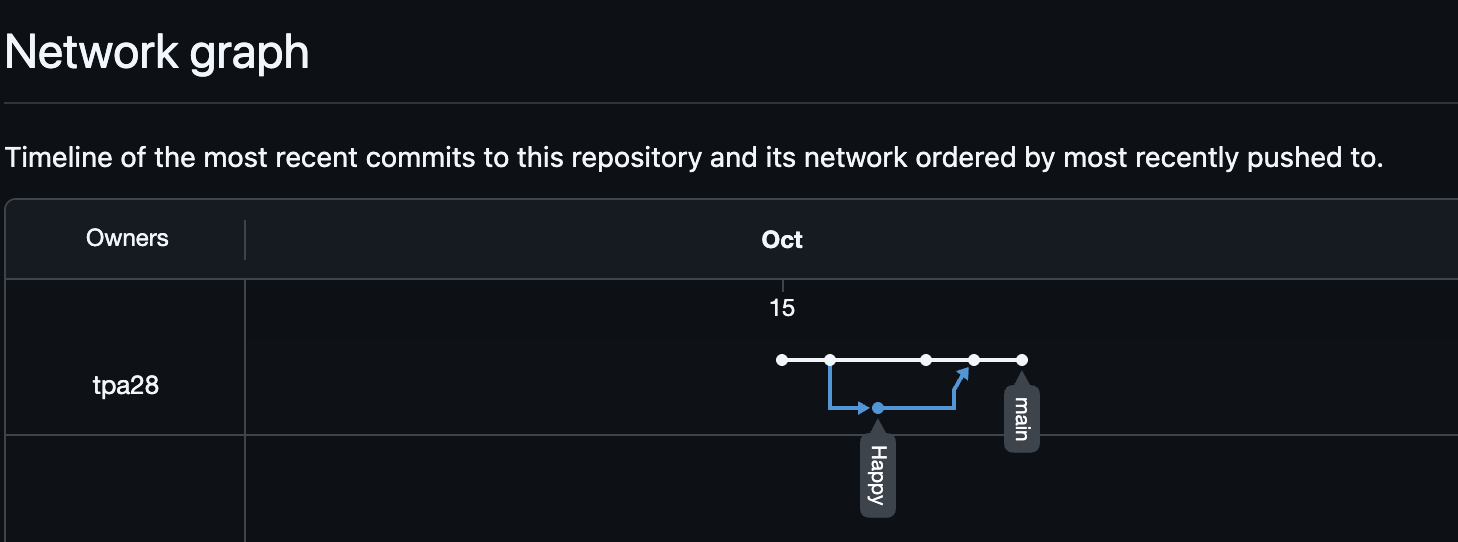 Network graph
Timeline of the most recent commits to this repository and its network ordered by most recently pushed to.
Owners
Oct
15
tpa28
main
Happy